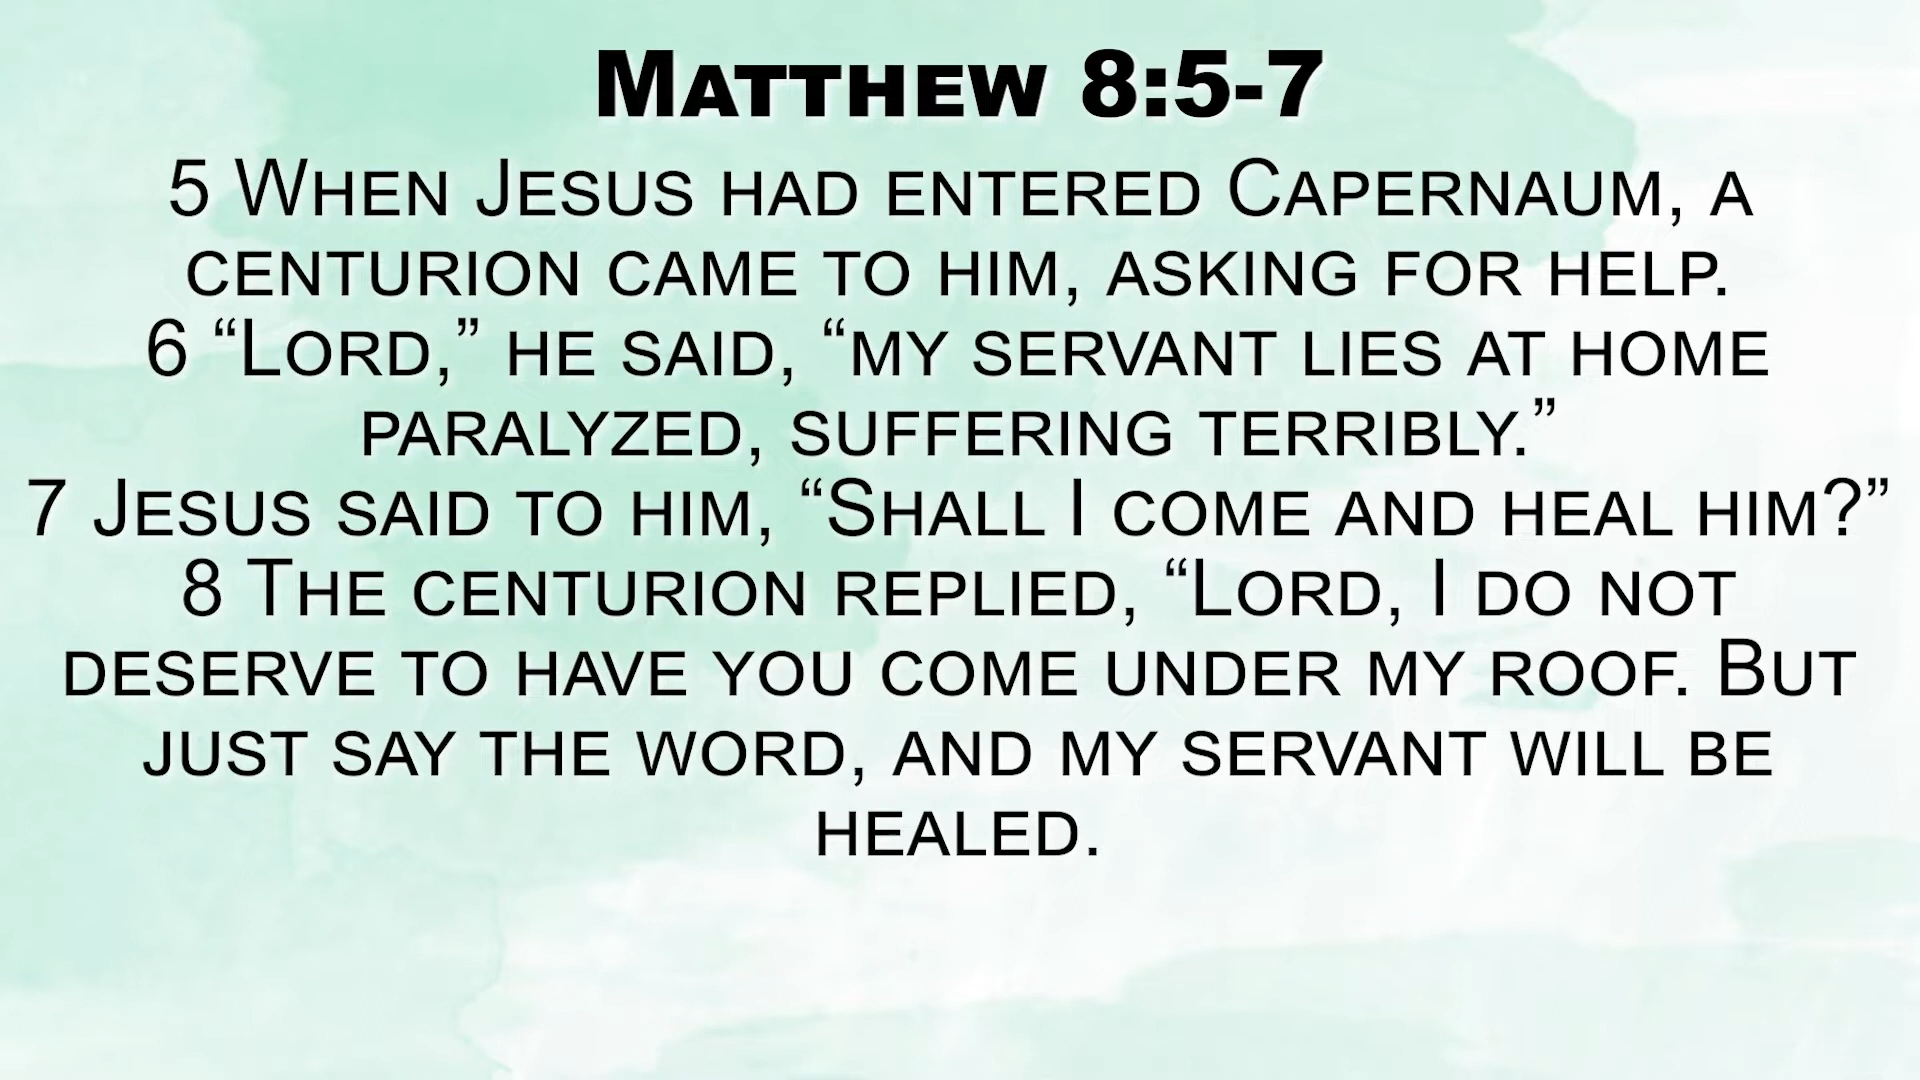 Matthew 8:5-7
5 When Jesus had entered Capernaum, a
centurion came to him, asking for help.
6 “Lord,” he said, “my servant lies at home
paralyzed, suffering terribly.”
7 Jesus said to him, “Shall I come and heal him?”
8 The centurion replied, “Lord, I do not
deserve to have you come under my roof. But
just say the word, and my servant will be
healed.